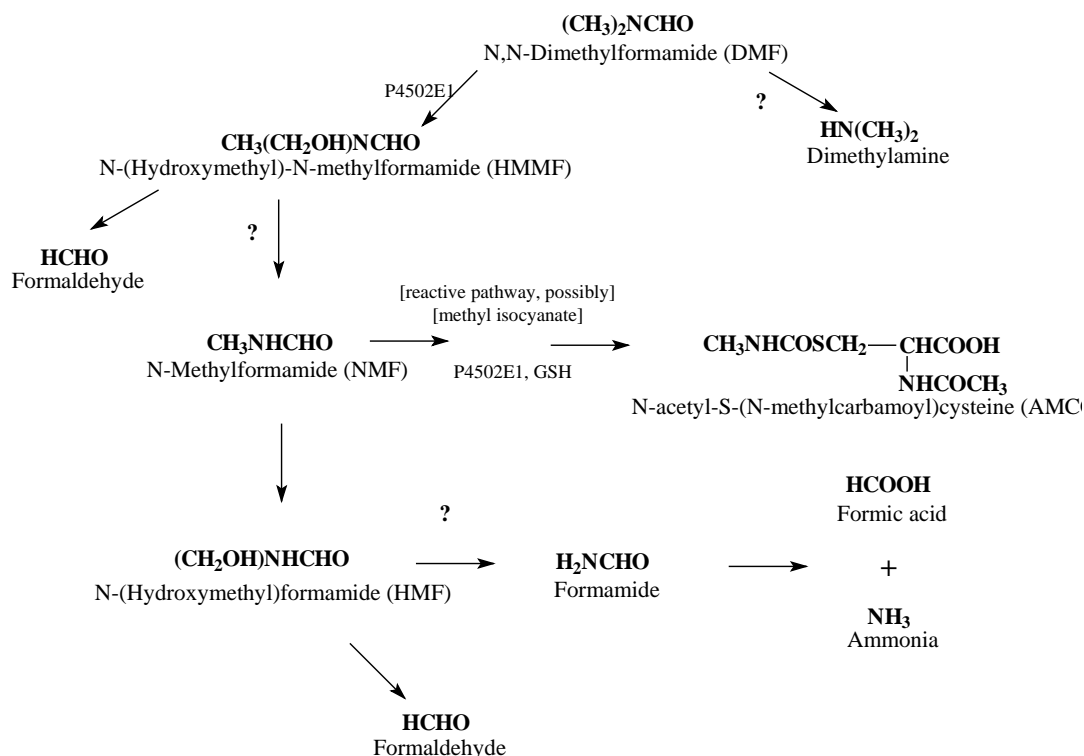 (CH3)2NCHO
N,N-Dimethylformamide (DMF)
P4502E1
?
CH3(CH2OH)NCHO
N-(Hydroxymethyl)-N-methylformamide (HMMF)
HN(CH3)2
Dimethylamine
?
HCHO
Formaldehyde
[reactive pathway, possibly]
[methyl isocyanate]
CH3NHCHO
N-Methylformamide (NMF)
P4502E1, GSH
CH3NHCOSCH2 CHCOOH
NHCOCH3
N-acetyl-S-(N-methylcarbamoyl)cysteine (AMC
HCOOH
Formic acid
?
(CH2OH)NHCHO
N-(Hydroxymethyl)formamide (HMF)
H2NCHO
Formamide
+
NH3
Ammonia
HCHO
Formaldehyde